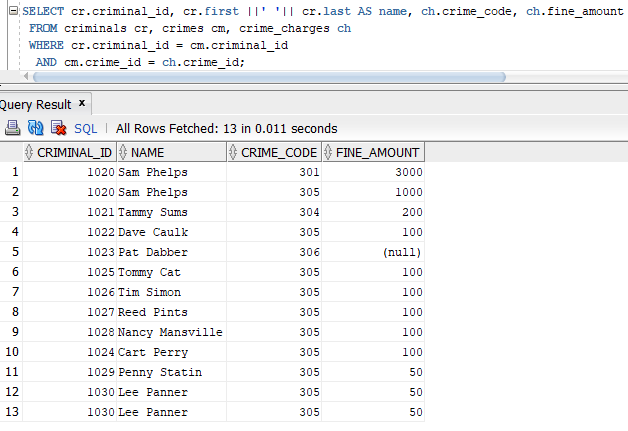 SELECT cr.criminal_id, cr.first ||' '|| cr.last AS name, ch.crime_code, ch.fine_amount
FROM criminals cr, crimes cm, crime_charges ch
WHERE cr.criminal_id = cm.criminal_id
AND cm.crime_id = ch.crime_id;
Query Result x
SQL | All Rows Fetched: 13 in 0.011 seconds
CRIMINAL_ID NAME CRIME_CODE FINE_AMOUNT
1 1020 Sam Phelps 301 3000
2 1020 Sam Phelps 305 1000
3 1021 Tammy Sums 304 200
4 1022 Dave Caulk 305 100
5 1023 Pat Dabber 306 (null)
6 1025 Tommy Cat 305 100
7 1026 Tim Simon 305 100
8 1027 Reed Pints 305 100
9 1028 Nancy Mansville 305 100
10 1024 Cart Perry 305 100
11 1029 Penny Statin 305 50
12 1030 Lee Panner 305 50
13 1030 Lee Panner 305 50